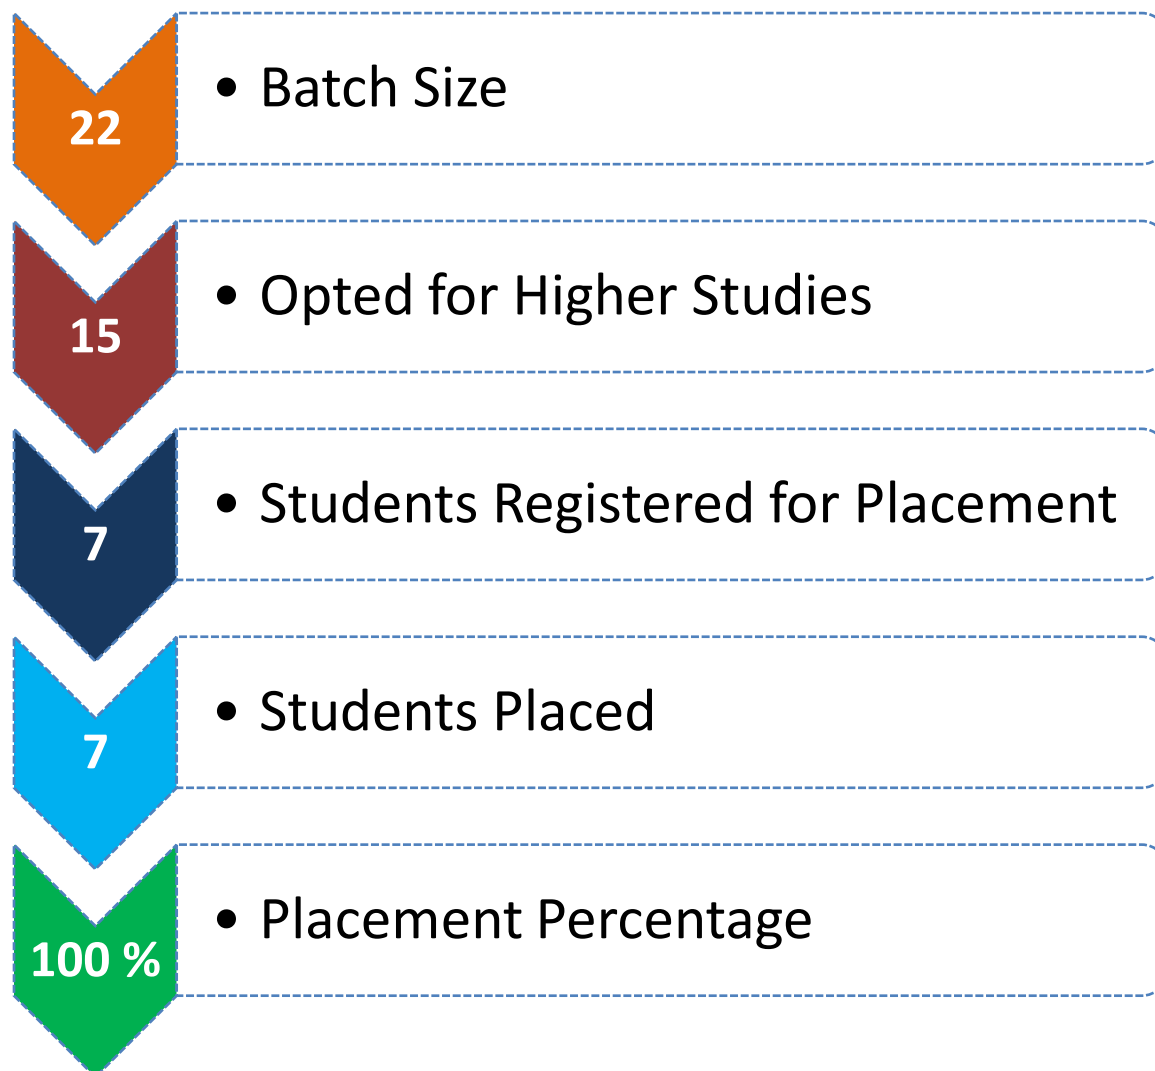 22
• Batch Size
15
• Opted for Higher Studies
7
• Students Registered for Placement
7
• Students Placed
100 %
• Placement Percentage